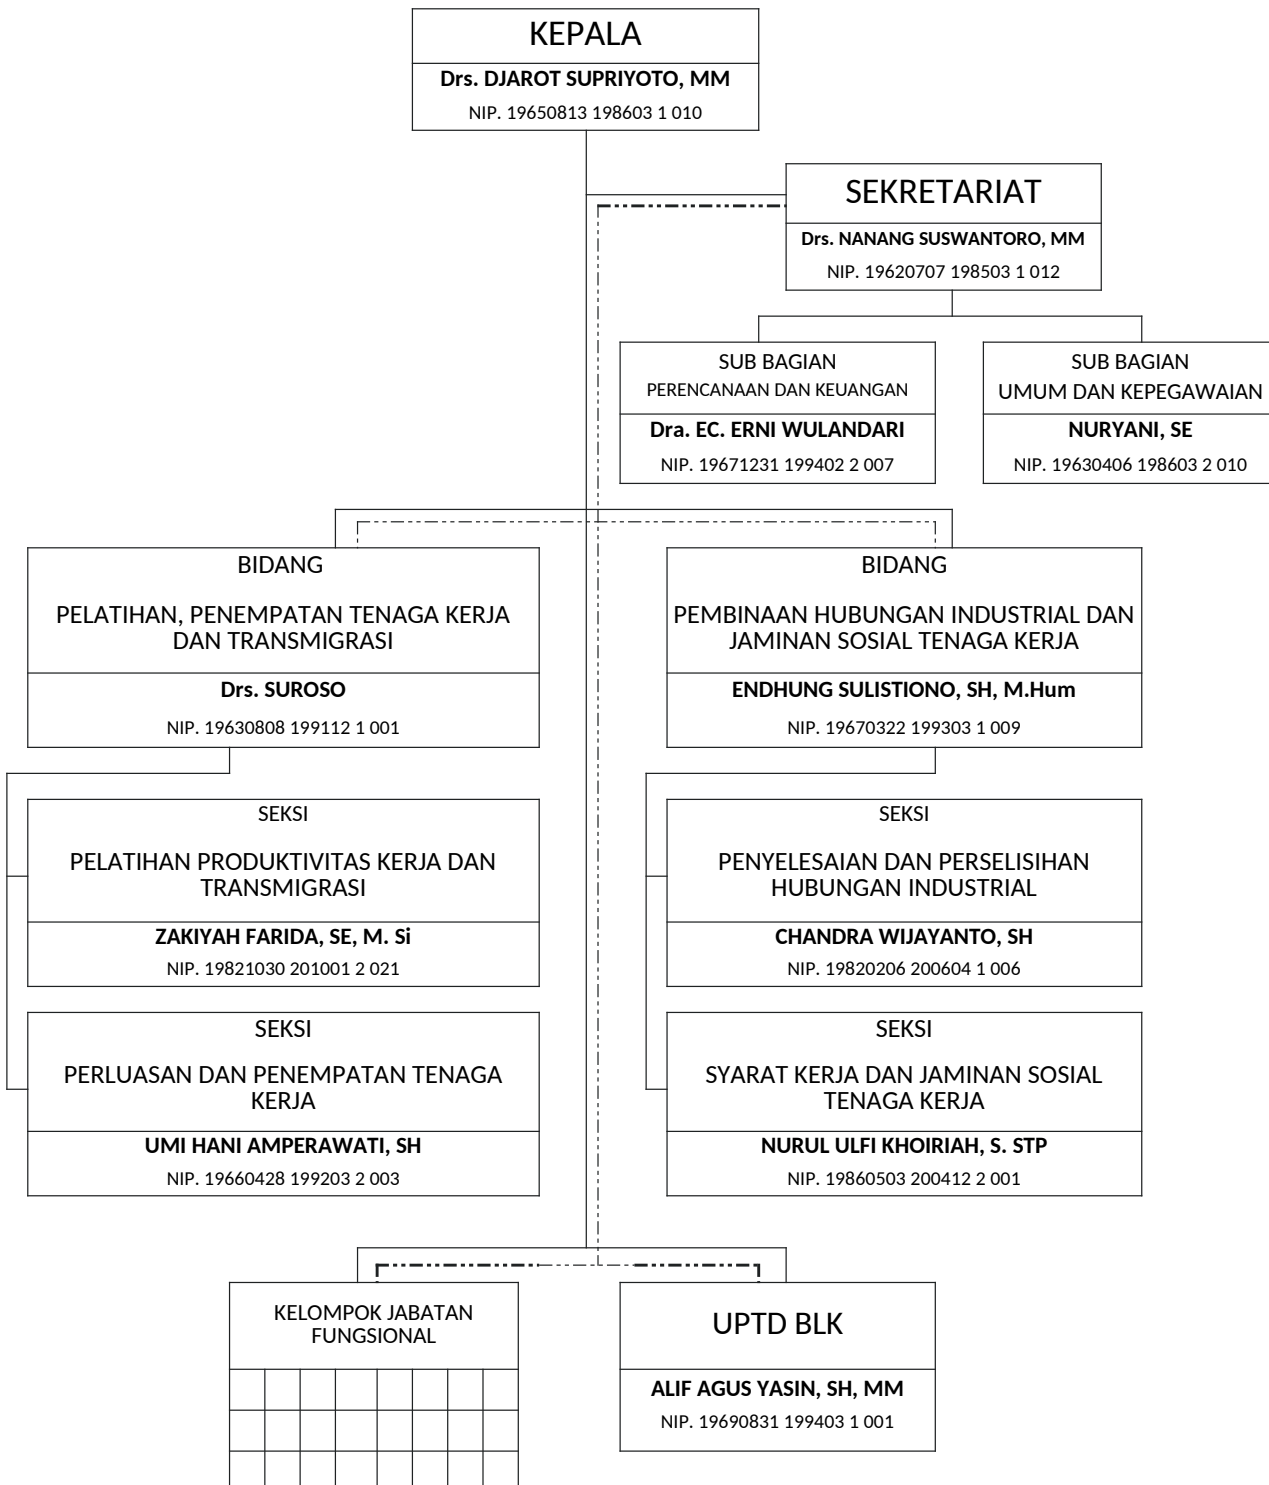 KEPALA
Drs. DJAROT SUPRIYOTO, MM
NIP. 19650813 198603 1 010
SEKRETARIAT
Drs. NANANG SUSWANTORO, MM
NIP. 19620707 198503 1 012
SUB BAGIAN
PERENCANAAN DAN KEUANGAN
Dra. EC. ERNI WULANDARI
NIP. 19671231 199402 2 007
SUB BAGIAN
UMUM DAN KEPEGAWAIAN
NURYANI, SE
NIP. 19630406 198603 2 010
BIDANG
PELATIHAN, PENEMPATAN TENAGA KERJA
DAN TRANSMIGRASI
Drs. SUROSO
NIP. 19630808 199112 1 001
BIDANG
PEMBINAAN HUBUNGAN INDUSTRIAL DAN
JAMINAN SOSIAL TENAGA KERJA
ENDHUNG SULISTIONO, SH, M.Hum
NIP. 19670322 199303 1 009
SEKSI
PELATIHAN PRODUKTIVITAS KERJA DAN
TRANSMIGRASI
ZAKIYAH FARIDA, SE, M. Si
NIP. 19821030 201001 2 021
SEKSI
PENYELESAIAN DAN PERSELISIHAN
HUBUNGAN INDUSTRIAL
CHANDRA WIJAYANTO, SH
NIP. 19820206 200604 1 006
SEKSI
PERLUASAN DAN PENEMPATAN TENAGA
KERJA
UMI HANI AMPERAWATI, SH
NIP. 19660428 199203 2 003
SEKSI
SYARAT KERJA DAN JAMINAN SOSIAL
TENAGA KERJA
NURUL ULFI KHOIRIAH, S. STP
NIP. 19860503 200412 2 001
KELOMPOK JABATAN
FUNGSIONAL
UPTD BLK
ALIF AGUS YASIN, SH, MM
NIP. 19690831 199403 1 001